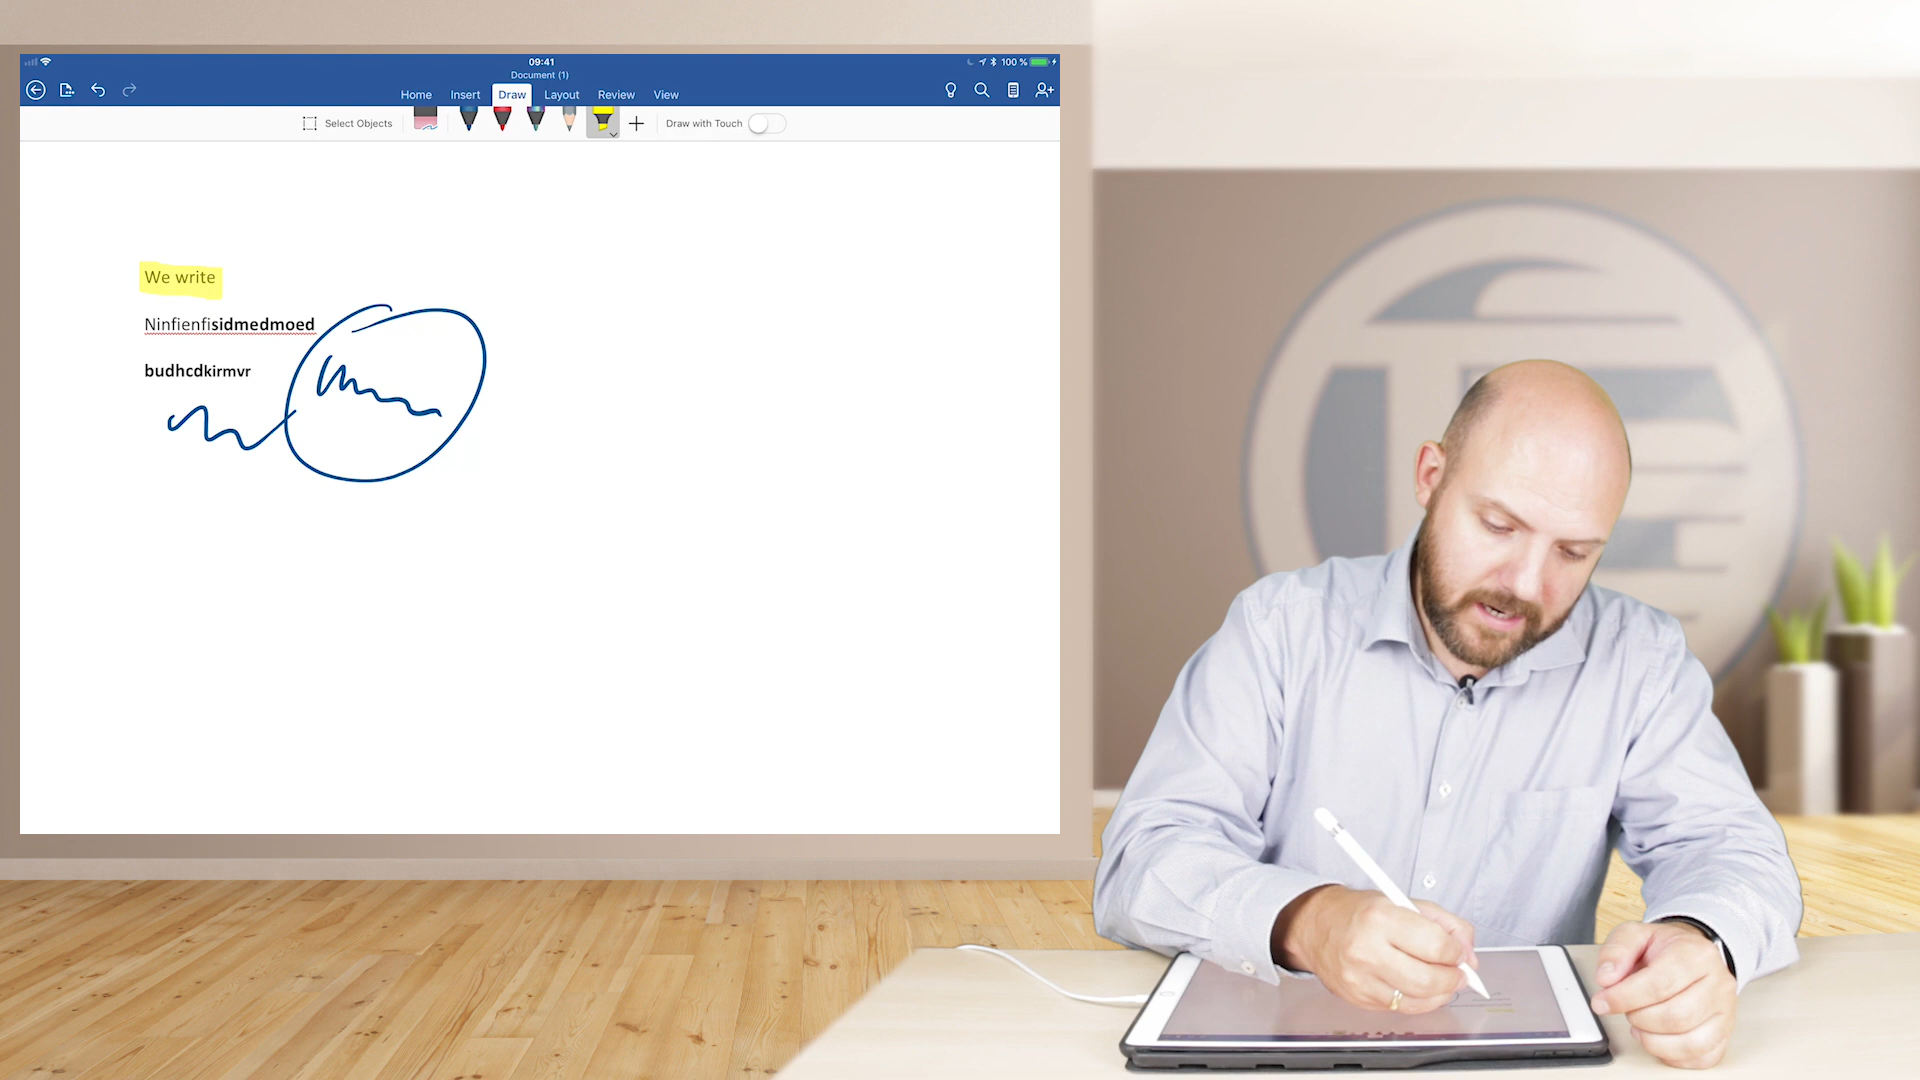 09:41
100 %
Document (1)
Home Insert Draw Layout Review View
Select Objects
Draw with Touch
We write
Ninfienfisidmedmoed
budhcdkirmvr